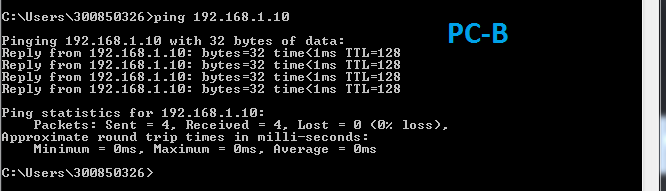 C:\Users\300850326>ping 192.168.1.10
PC-B
Pinging 192.168.1.10 with 32 bytes of data:
Reply from 192.168.1.10: bytes=32 time<1ms TTL=128
Reply from 192.168.1.10: bytes=32 time<1ms TTL=128
Reply from 192.168.1.10: bytes=32 time<1ms TTL=128
Reply from 192.168.1.10: bytes=32 time<1ms TTL=128
Ping statistics for 192.168.1.10:
Packets: Sent = 4, Received = 4, Lost = 0 (0% loss),
Approximate round trip times in milli-seconds:
Minimum = 0ms, Maximum = 0ms, Average = 0ms
C:\Users\300850326>